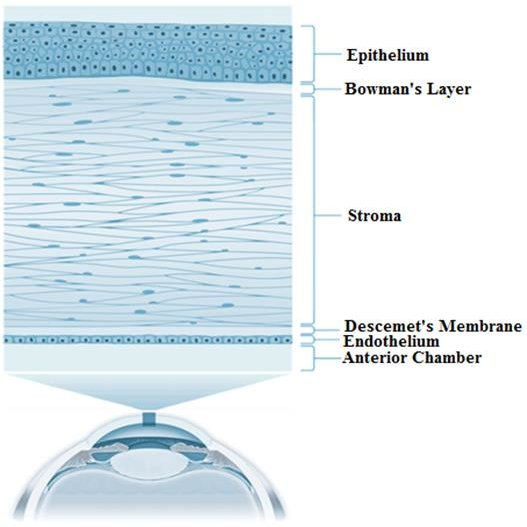 Epithelium
Bowman's Layer
Stroma
Descemet's Membrane
Endothelium
Anterior Chamber